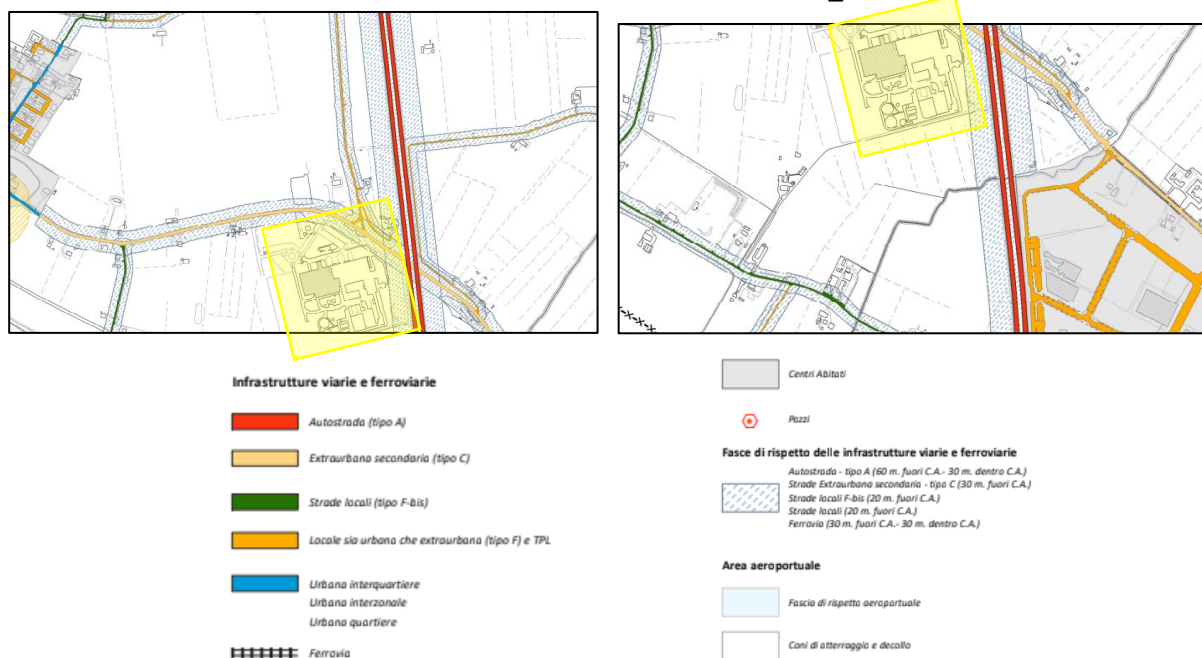 Infrastrutture viarie e ferroviarie
Autostrada (tipo A)
Extraurbana secondaria (tipo C)
Strade locali (tipo F-bis)
Locale sia urbana che extraurbana (tipo F) e TPL
Urbana interquartiere
Urbana interzonale
Urbana quartiere
Ferrovia
Centri Abitati
Pozzi
Fasce di rispetto delle infrastrutture viarie e ferroviarie
Autostrada - tipo A (60 m. fuori C.A.- 30 m. dentro C.A.)
Strade Extraurbana secondaria - tipo C (30 m. fuori C.A.)
Strade locali F-bis (20 m. fuori C.A.)
Strade locali (20 m. fuori C.A.)
Ferrovia (30 m. fuori C.A.- 30 m. dentro C.A.)
Area aeroportuale
Fascia di rispetto aeroportuale
Coni di atterraggio e decollo